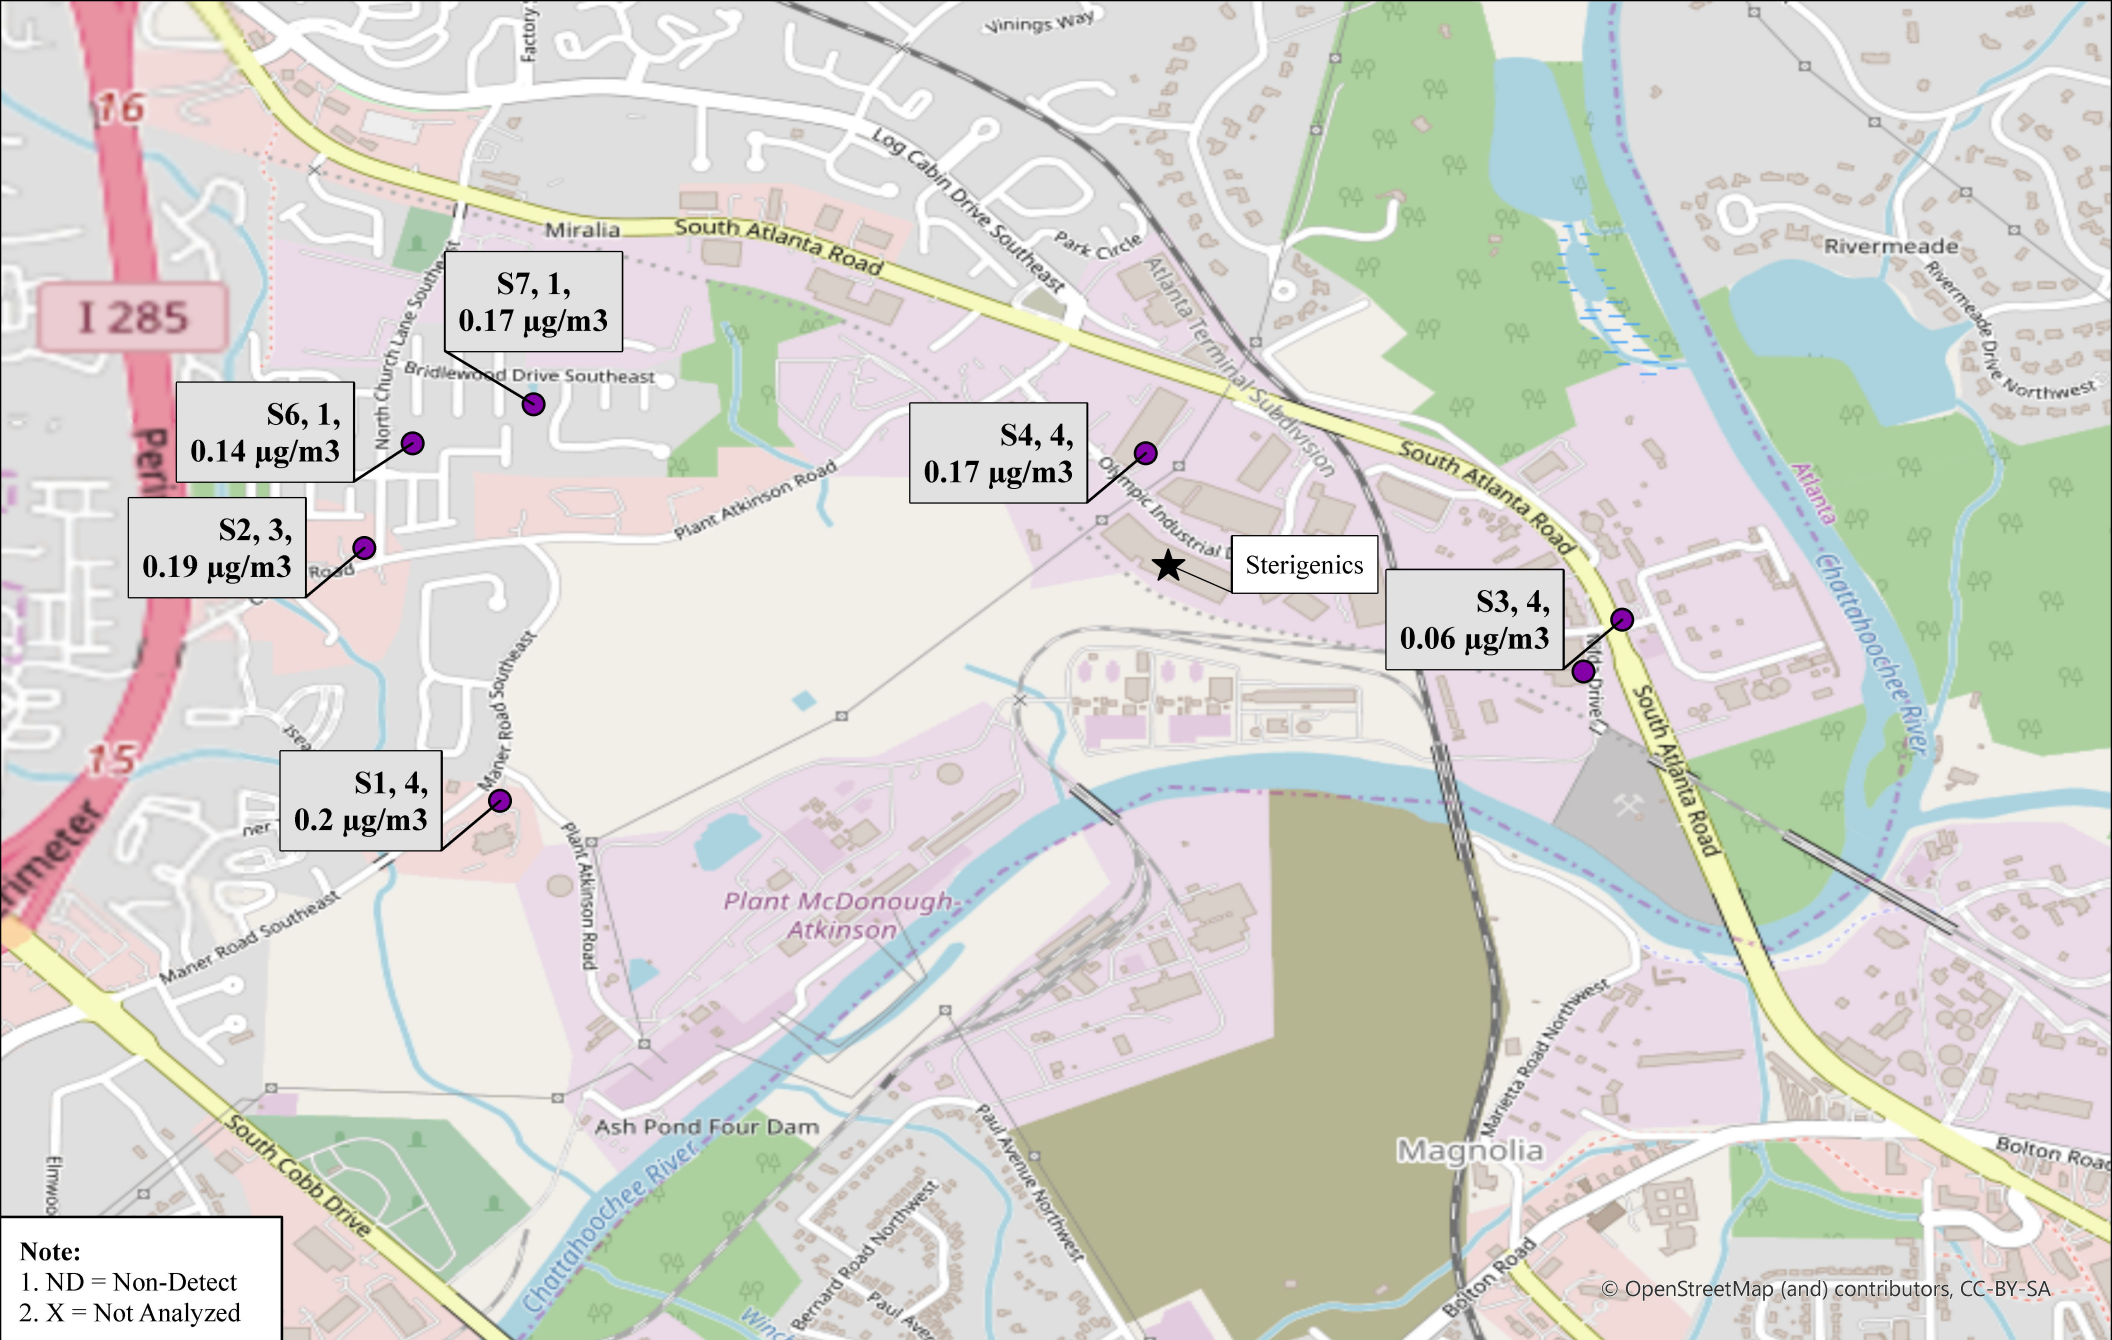 Vinings Way
Factory
16
Log Cabin Drive Southeast
Park Circle
Miralia
South Atlanta Road
Atlanta Terminal Subdivision
Rivermeade
Rivermeade Drive Northwest
I 285
North Church Lane Southeast
S7, 1,
0.17 µg/m3
Bridlewood Drive Southeast
S6, 1,
0.14 µg/m3
S4, 4,
0.17 µg/m3
South Atlanta Road
Atlanta
Plant Atkinson Road
Olympic Industrial
S2, 3,
0.19 µg/m3
Road
Sterigenics
S3, 4,
0.06 µg/m3
Chattahoochee River
Drive
South Atlanta Road
Maner Road Southeast
15
Perimeter
S1, 4,
0.2 µg/m3
ner
Plant Atkinson Road
Plant McDonough-
Atkinson
Maner Road Southeast
Marietta Road Northwest
Ash Pond Four Dam
Paul Avenue Northwest
Magnolia
Bolton Road
South Cobb Drive
Elmwoo
Chattahoochee River
Bernard Road Northwest
Paul Aven
Bolton Road
Note:
1. ND = Non-Detect
2. X = Not Analyzed
© OpenStreetMap (and) contributors, CC-BY-SA